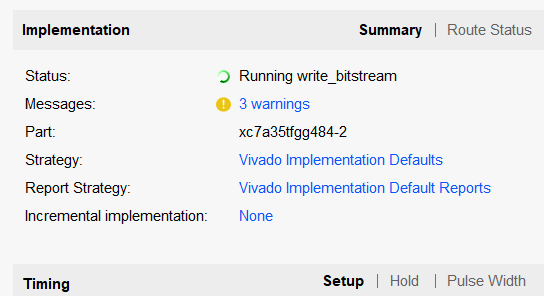 Implementation Summary | Route Status
Status: Running write_bitstream
Messages: 3 warnings
Part: xc7a35tfgg484-2
Strategy: Vivado Implementation Defaults
Report Strategy: Vivado Implementation Default Reports
Incremental implementation: None
Timing Setup | Hold | Pulse Width